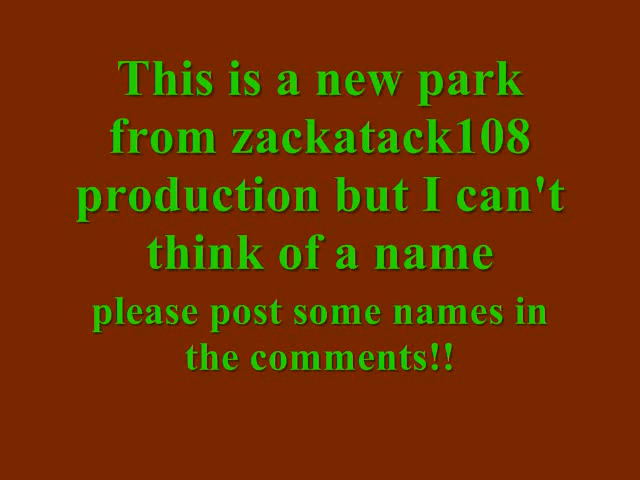 This is a new park
from zackatack108
production but I can't
think of a name
please post some names in
the comments!!